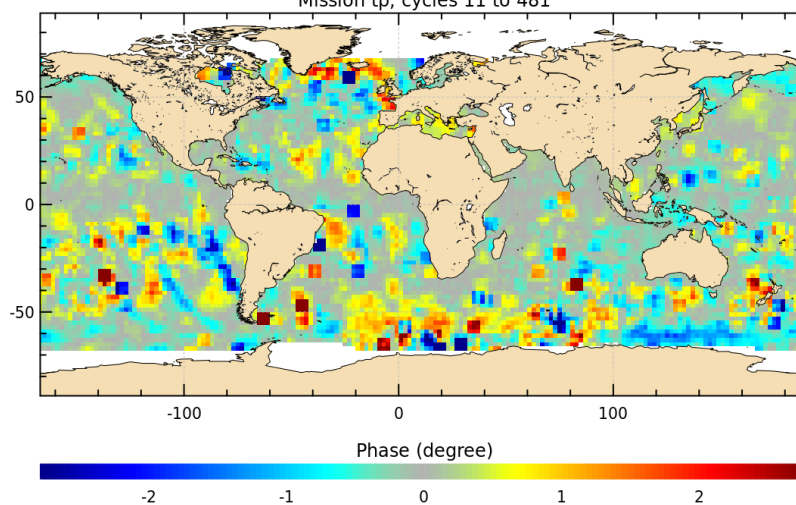 Mission tp, cycles 11 to 481
50
0
-50
-100 0 100
Phase (degree)
-2 -1 0 1 2